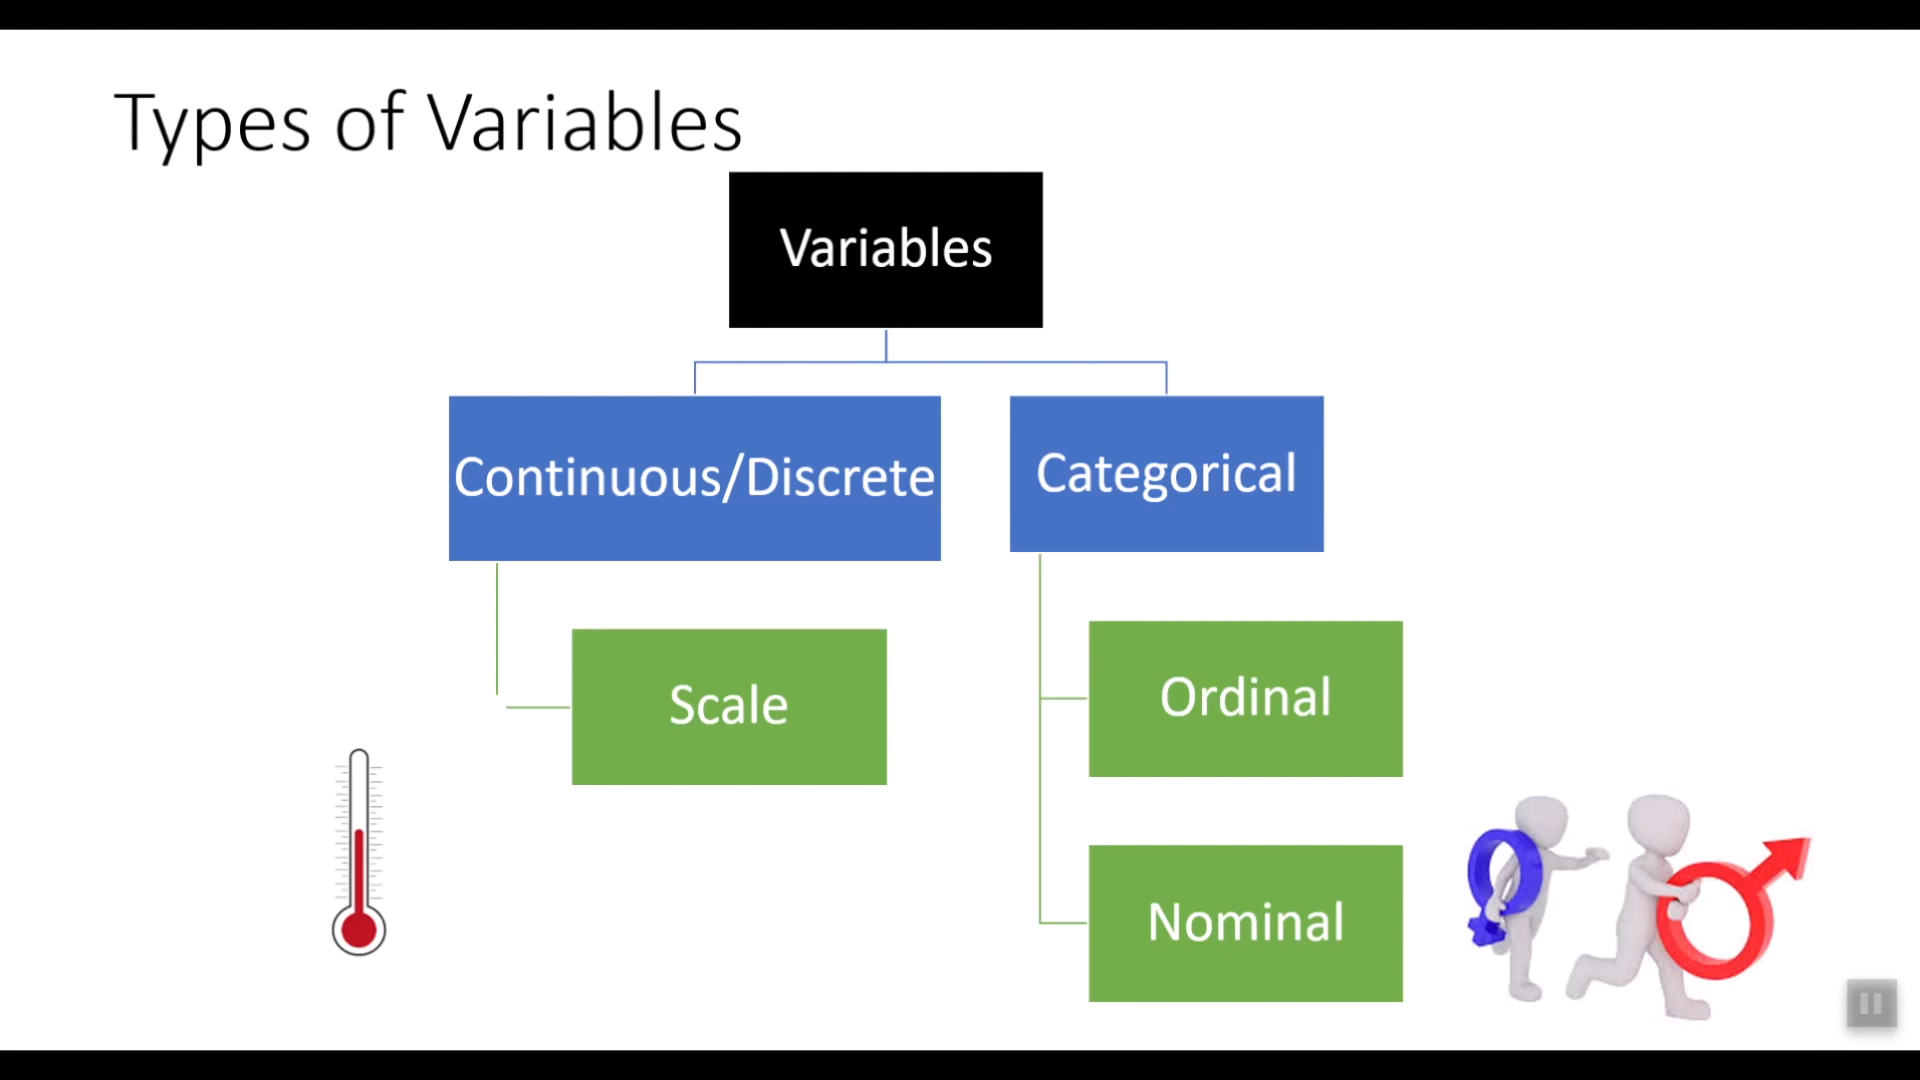 Types of Variables
Variables
Continuous/Discrete
Categorical
Scale
Ordinal
Nominal